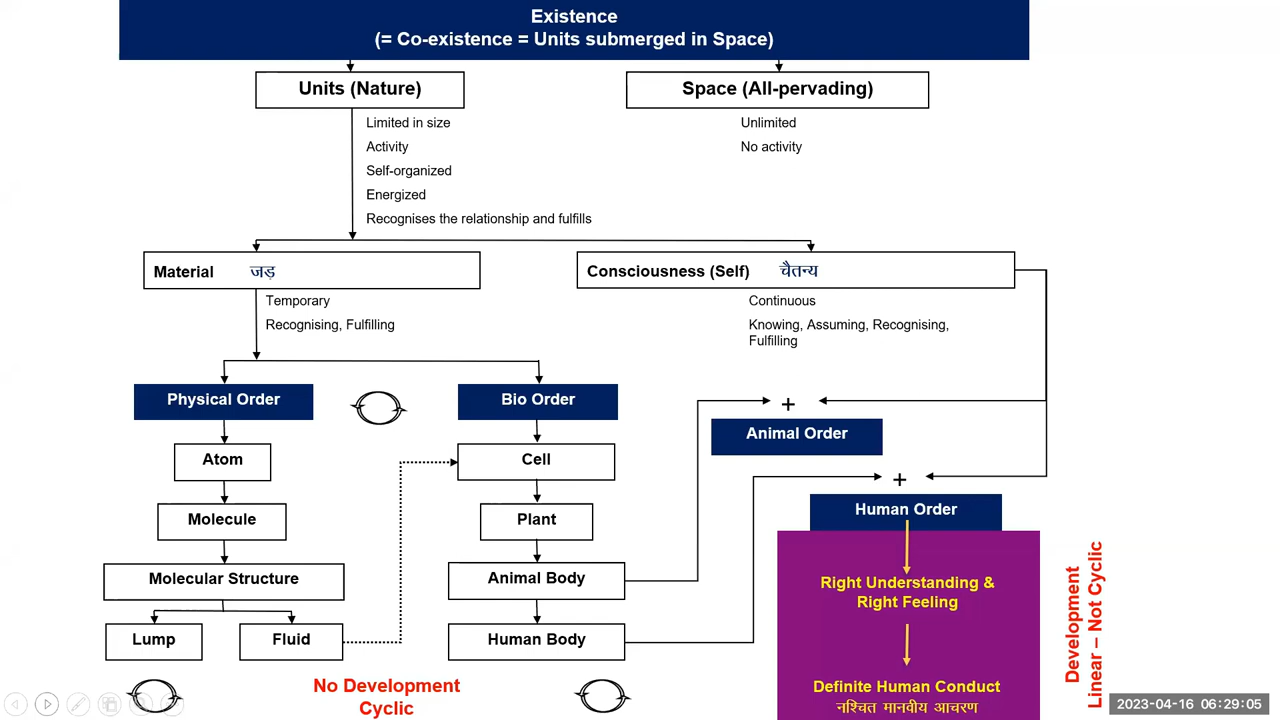 Existence
(= Co-existence = Units submerged in Space)
Units (Nature)
Space (All-pervading)
Limited in size
Activity
Self-organized
Energized
Recognises the relationship and fulfills
Unlimited
No activity
Material जड़
Consciousness (Self) चैतन्य
Temporary
Recognising, Fulfilling
Continuous
Knowing, Assuming, Recognising,
Fulfilling
Physical Order
Bio Order
+
Animal Order
Atom
Cell
+
Human Order
Molecule
Plant
Molecular Structure
Animal Body
Right Understanding &
Right Feeling
Lump
Fluid
Human Body
Development
Linear – Not Cyclic
No Development
Cyclic
Definite Human Conduct
नश्चित मानवीय आचरण
2023-04-16 06:29:05